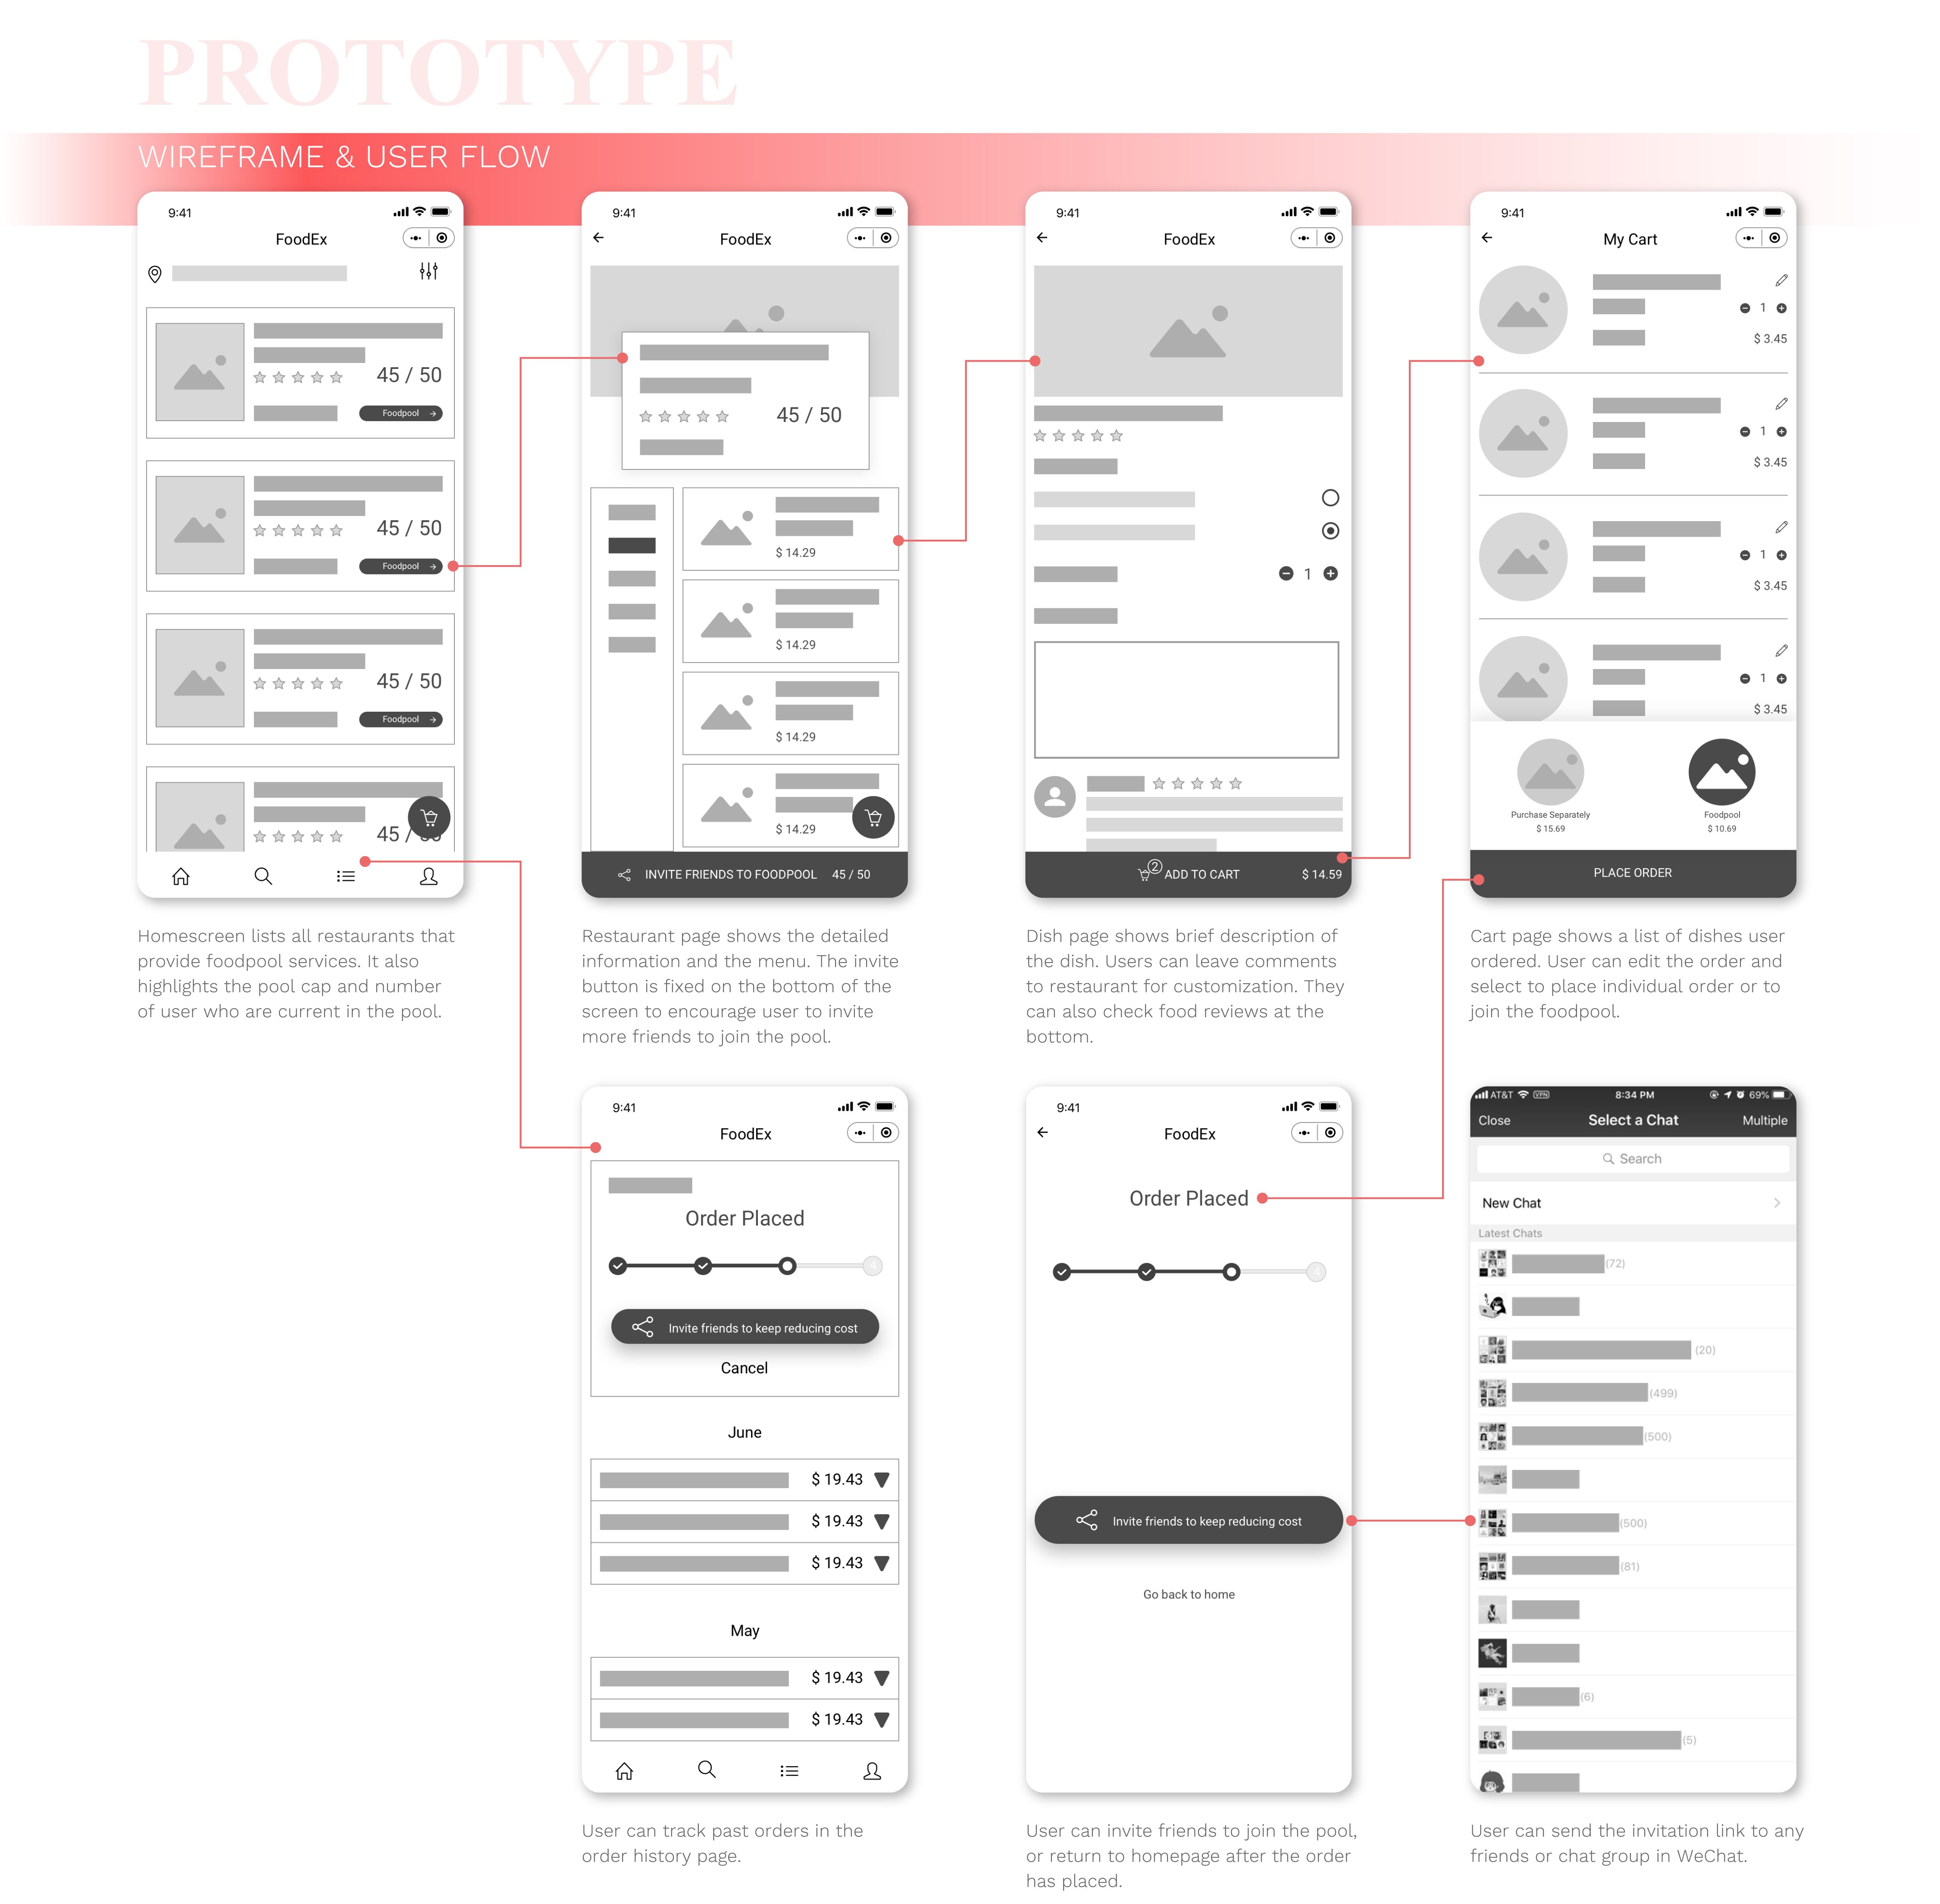 PROTOTYPE
WIREFRAME & USER FLOW
9:41
FoodEx
45 / 50
Foodpool
45 / 50
Foodpool
45 / 50
Foodpool
45 /
Homescreen lists all restaurants that
provide foodpool services. It also
highlights the pool cap and number
of user who are current in the pool.
9:41
FoodEx
45 / 50
$ 14.29
$ 14.29
$ 14.29
$ 14.29
INVITE FRIENDS TO FOODPOOL 45 / 50
Restaurant page shows the detailed
information and the menu. The invite
button is fixed on the bottom of the
screen to encourage user to invite
more friends to join the pool.
9:41
FoodEx
1
2
ADD TO CART $ 14.59
Dish page shows brief description of
the dish. Users can leave comments
to restaurant for customization. They
can also check food reviews at the
bottom.
9:41
My Cart
1
$ 3.45
1
$ 3.45
1
$ 3.45
1
$ 3.45
Purchase Separately
$ 15.69
Foodpool
$ 10.69
PLACE ORDER
Cart page shows a list of dishes user
ordered. User can edit the order and
select to place individual order or to
join the foodpool.
9:41
FoodEx
Order Placed
4
Invite friends to keep reducing cost
Cancel
June
$ 19.43
$ 19.43
$ 19.43
May
$ 19.43
$ 19.43
User can track past orders in the
order history page.
9:41
FoodEx
Order Placed
Invite friends to keep reducing cost
Go back to home
User can invite friends to join the pool,
or return to homepage after the order
has placed.
AT&T VPN 8:34 PM 69%
Close Select a Chat Multiple
Search
New Chat
Latest Chats
(72)
(20)
(499)
(500)
(500)
(81)
(6)
(5)
User can send the invitation link to any
friends or chat group in WeChat.